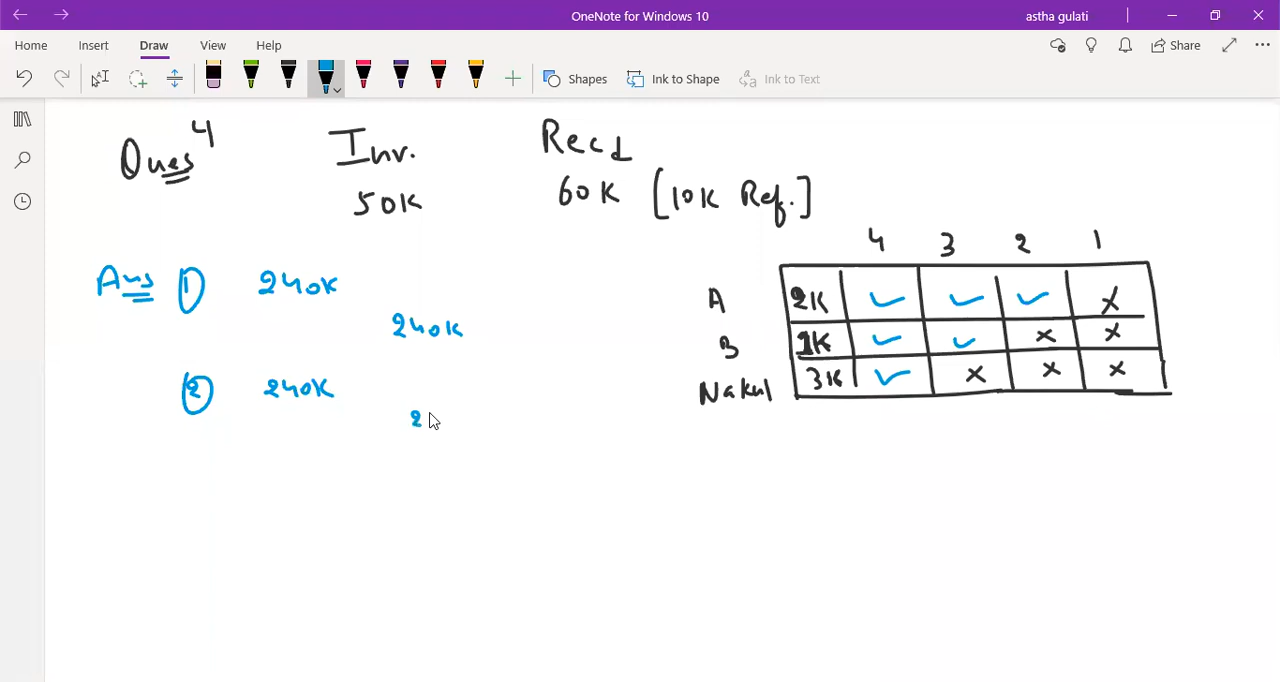 OneNote for Windows 10
astha gulati
Home Insert Draw View Help
Share
Shapes Ink to Shape Ink to Text
Ques 4 Inv. Recd
50K 60K [10K Ref.]
4 3 2 1
Ans 1 240K
A 2K ✓ ✓ ✓ x
240K
B 1K ✓ ✓ x x
2 240K
Nakul 3K ✓ x x x
2